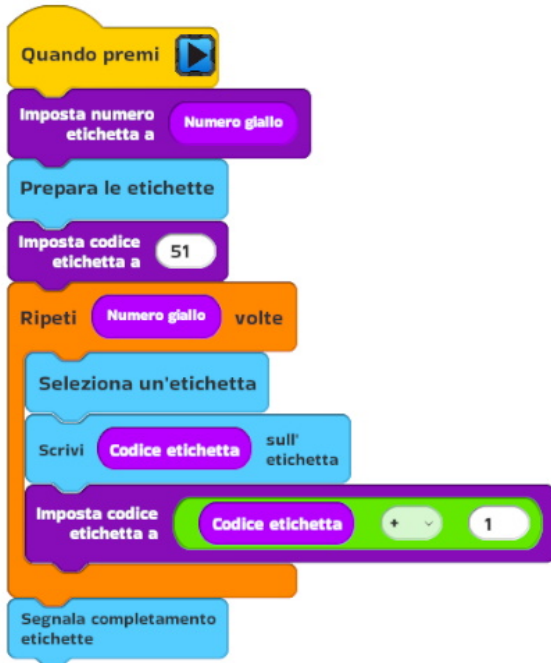 Quando premi
Imposta numero
etichetta a Numero giallo
Prepara le etichette
Imposta codice
etichetta a 51
Ripeti Numero giallo volte
Seleziona un'etichetta
Scrivi Codice etichetta sull'
etichetta
Imposta codice
etichetta a Codice etichetta + 1
Segnala completamento
etichette